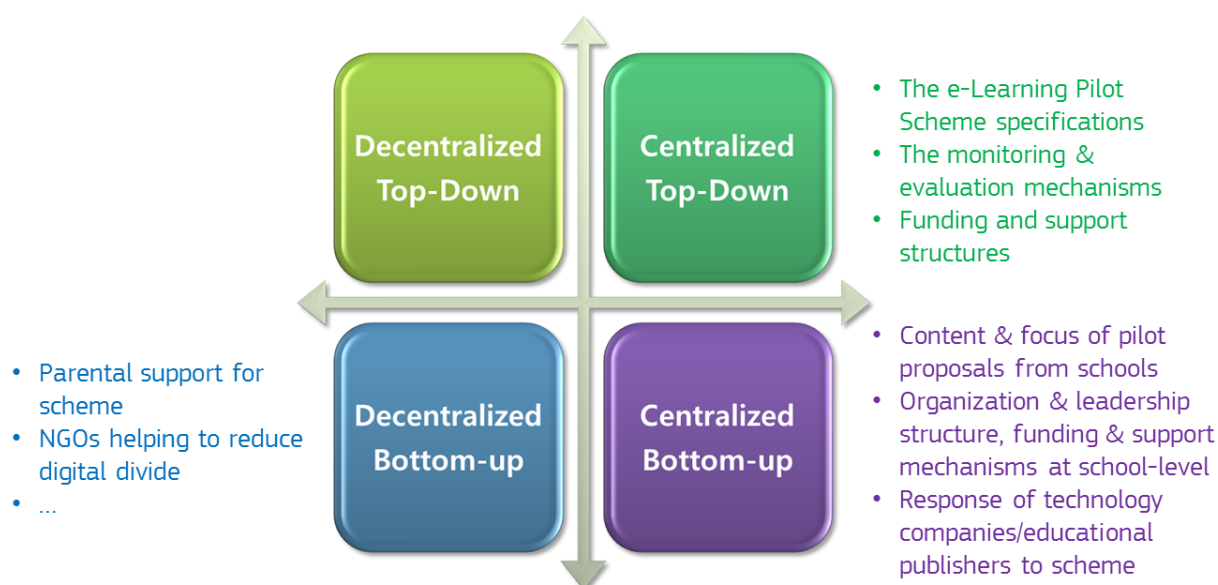 Decentralized
Top-Down
Centralized
Top-Down
• The e-Learning Pilot
Scheme specifications
• The monitoring &
evaluation mechanisms
• Funding and support
structures
• Parental support for
scheme
• NGOs helping to reduce
digital divide
• ...
Decentralized
Bottom-up
Centralized
Bottom-up
• Content & focus of pilot
proposals from schools
• Organization & leadership
structure, funding & support
mechanisms at school-level
• Response of technology
companies/educational
publishers to scheme